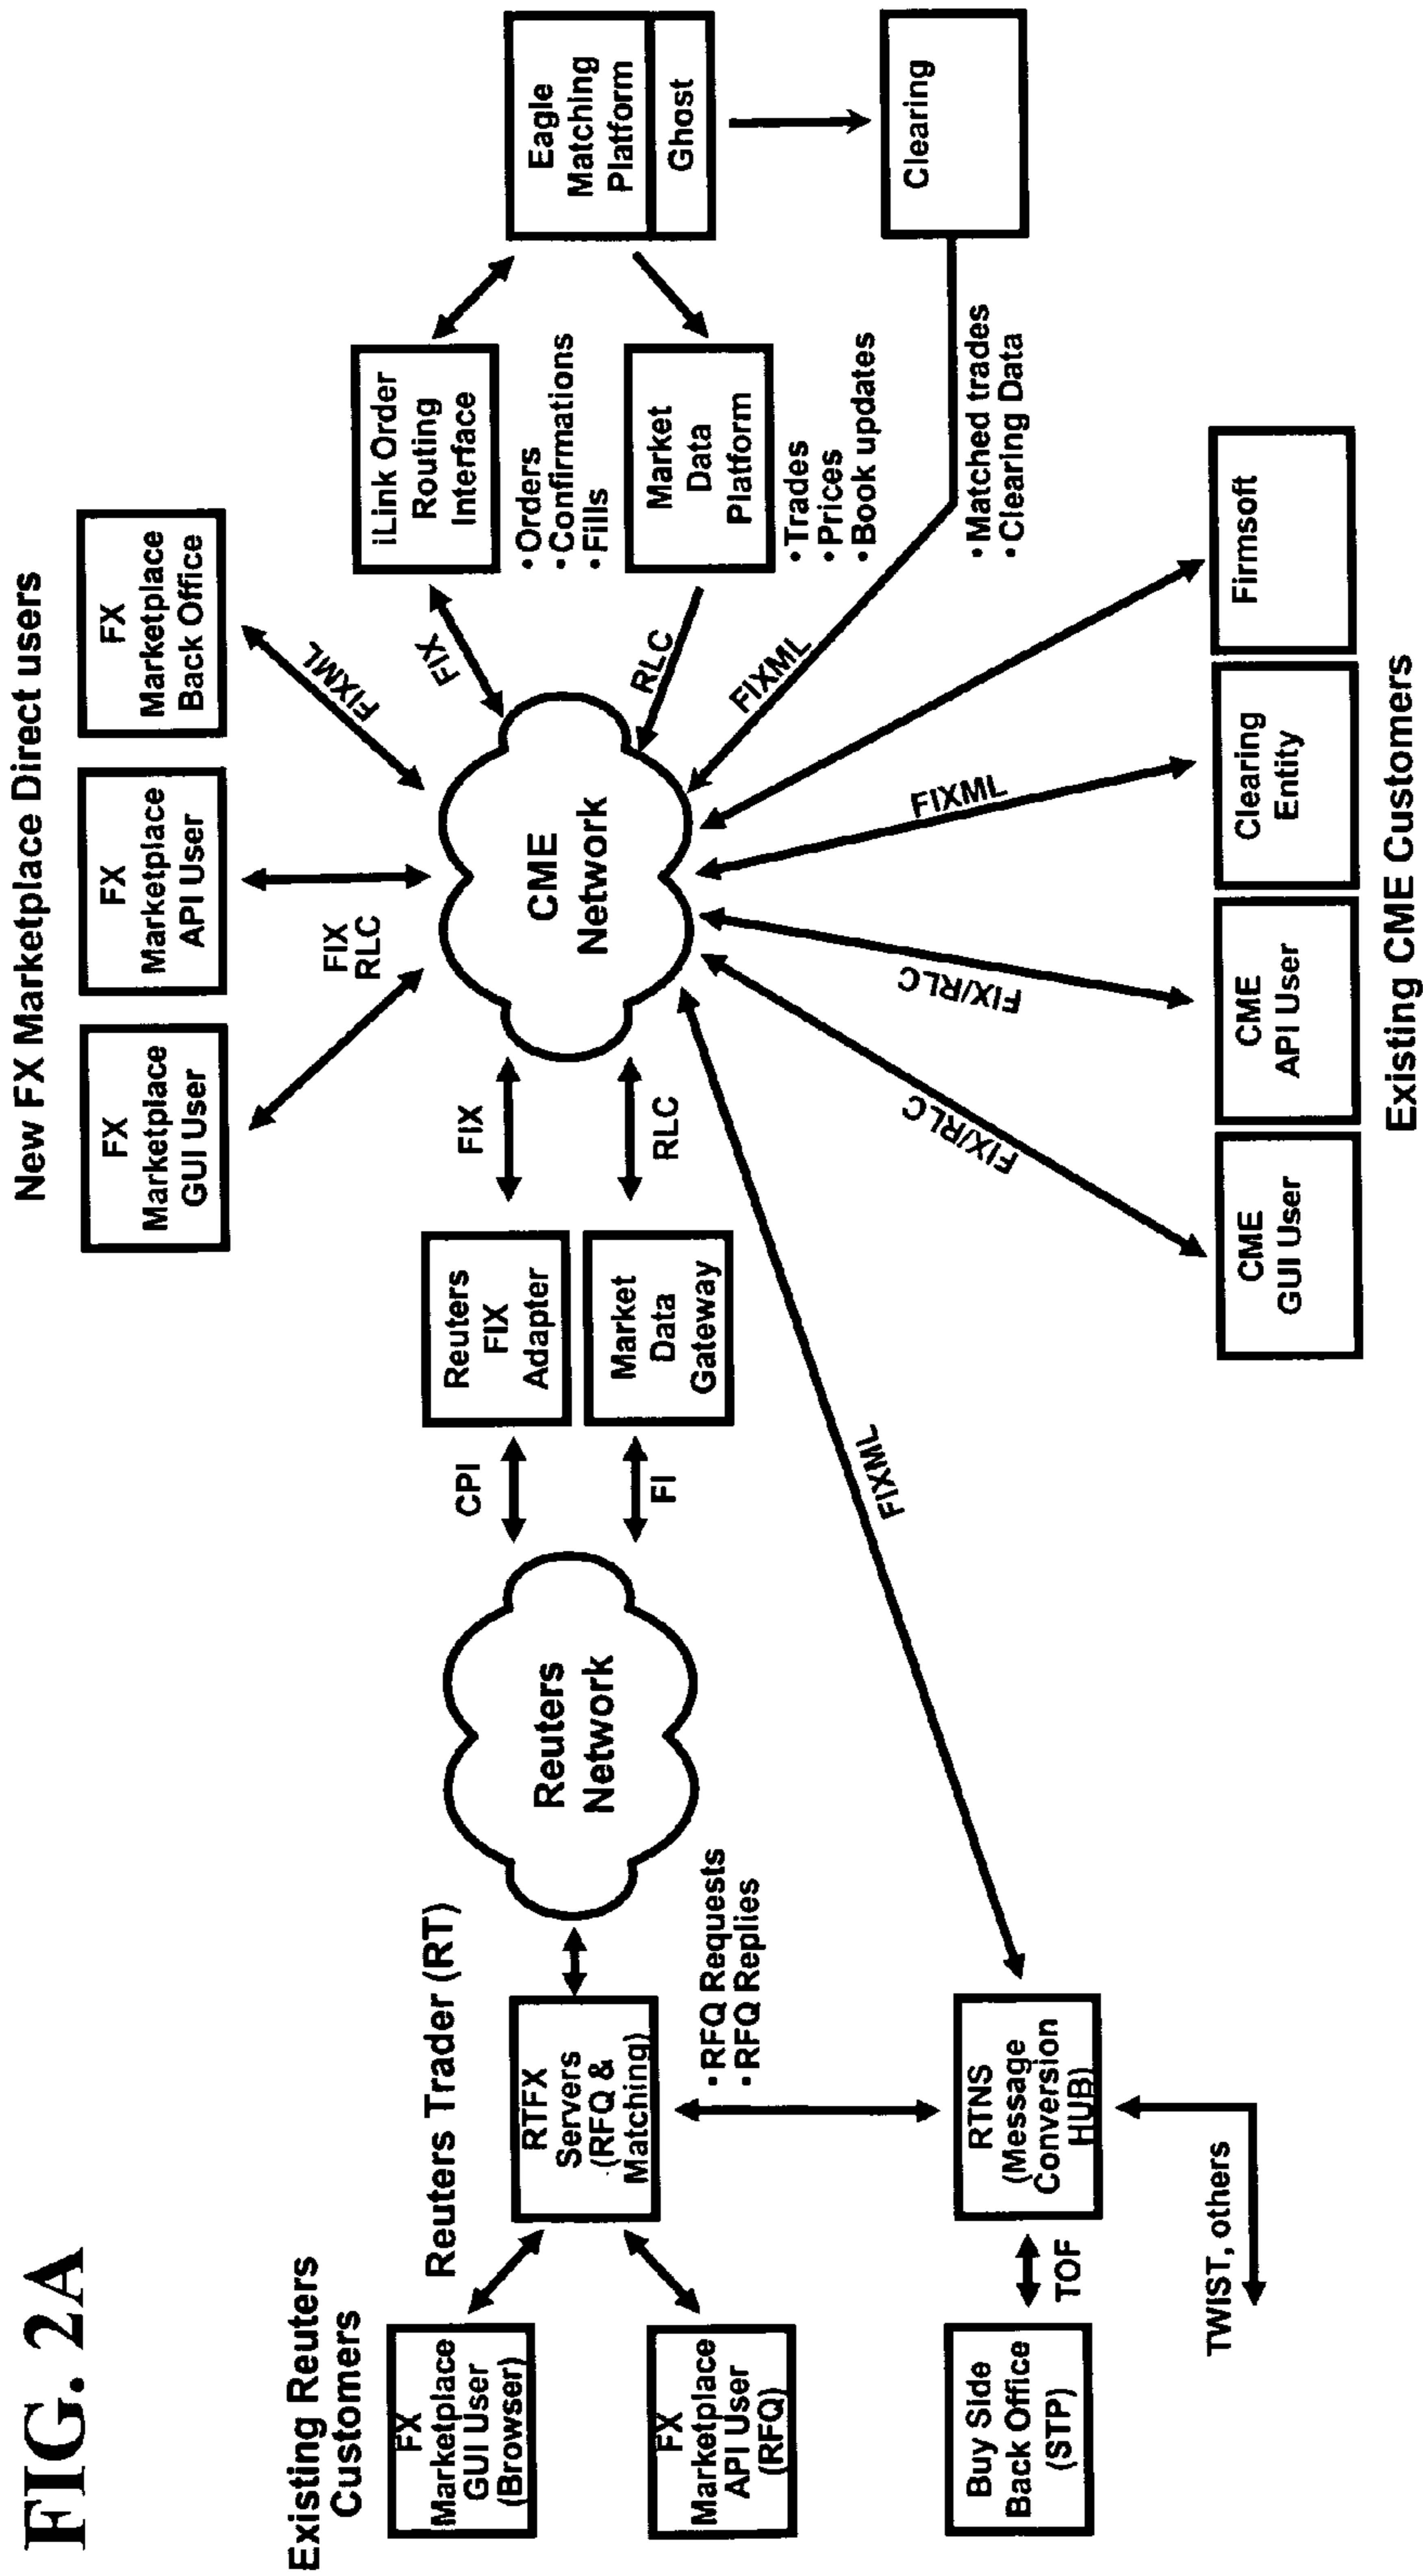 FIG. 2A
New FX Marketplace Direct users
FX
Marketplace
GUI User
FX
Marketplace
API User
FX
Marketplace
Back Office
FIX
RLC
FIXML
Existing Reuters
Customers
Reuters Trader (RT)
FX
Marketplace
GUI User
(Browser)
FX
Marketplace
API User
(RFQ)
RTFX
Servers
(RFQ &
Matching)
Reuters
Network
CPI
FI
Reuters
FIX
Adapter
Market
Data
Gateway
FIX
RLC
CME
Network
FIX
RLC
iLink Order
Routing
Interface
•Orders
•Confirmations
•Fills
Market
Data
Platform
•Trades
•Prices
•Book updates
Eagle
Matching
Platform
Ghost
Clearing
FIXML
•Matched trades
•Clearing Data
•RFQ Requests
•RFQ Replies
Buy Side
Back Office
(STP)
TOF
RTNS
(Message
Conversion
HUB)
TWIST, others
FIXML
FIX/RLC
FIX/RLC
FIXML
CME
GUI User
CME
API User
Clearing
Entity
Firmsoft
Existing CME Customers